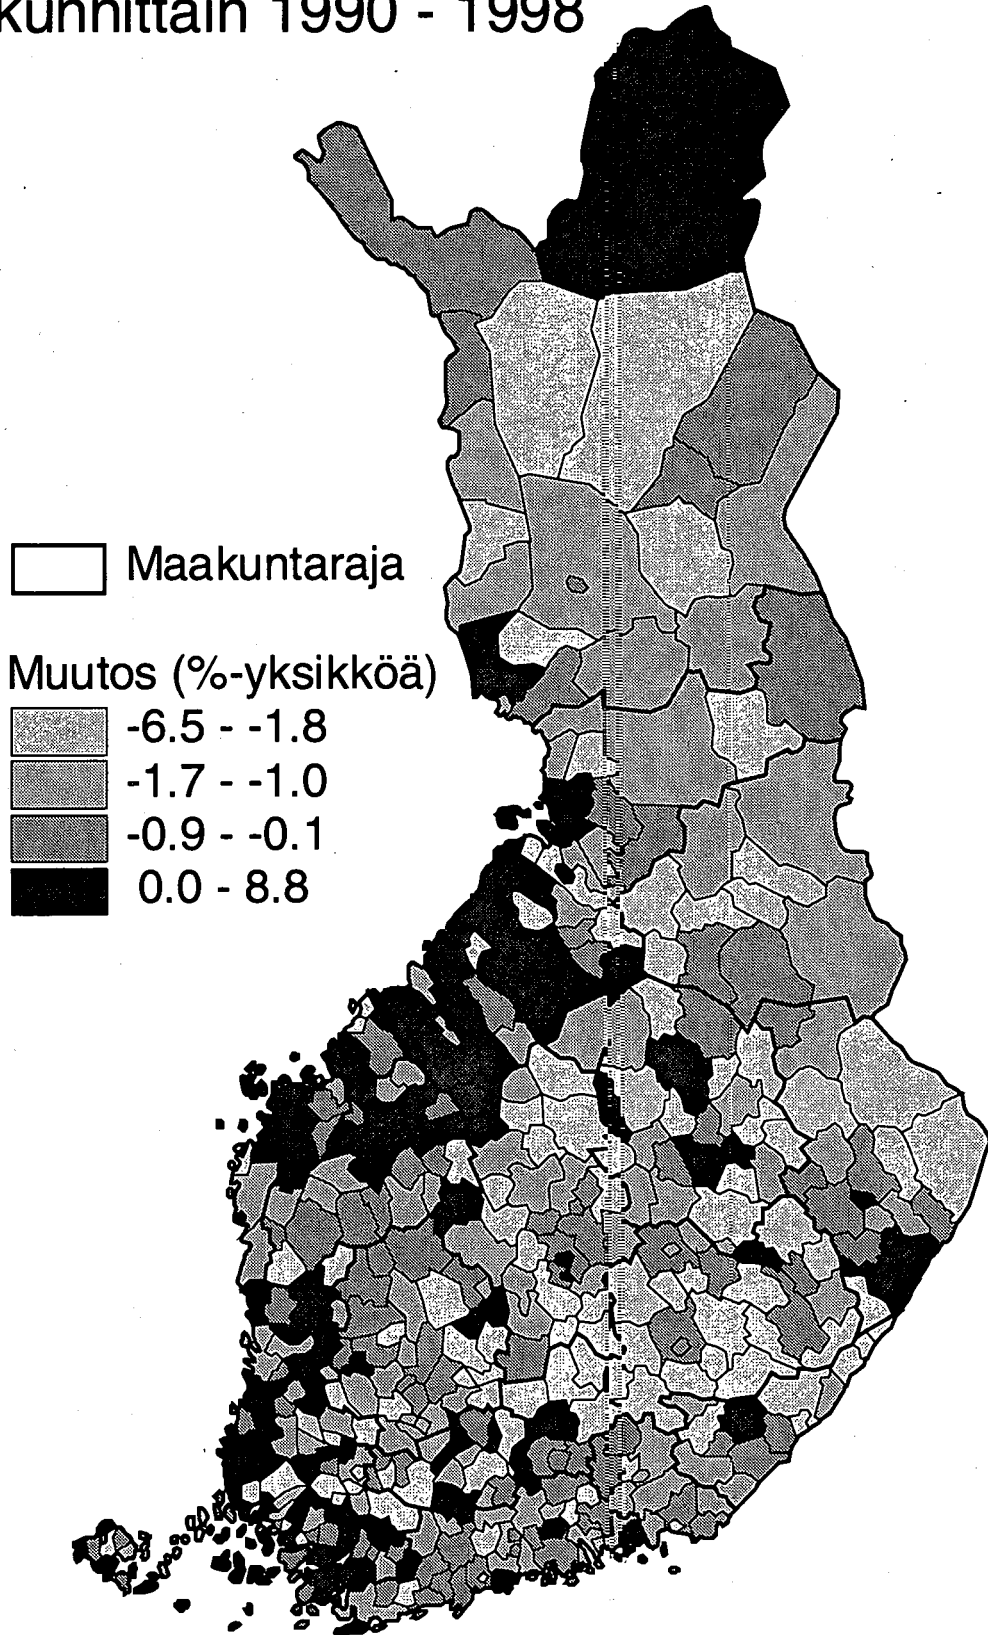 kunnittain 1990 - 1998
Maakuntaraja
Muutos (%-yksikköä)
-6.5 - -1.8
-1.7 - -1.0
-0.9 - -0.1
0.0 - 8.8